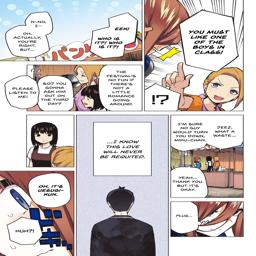 YOU MUST
LIKE ONE
OF THE
BOYS IN
CLASS!
EEK!
WHO IS
IT?! WHO
IS IT?!
N-NO,
I—
OH,
ACTUALLY,
YOU'RE
RIGHT,
BUT...
!?
THE
FESTIVAL'S
NO FUN IF
THERE'S
NOT A
LITTLE
ROMANCE
GOING
AROUND.
SO? YOU
GONNA
ASK HIM
OUT ON
THE THIRD
DAY?
PLEASE
LISTEN TO
ME!
JEEZ,
WHAT A
WASTE...
I'M SURE
NO GUY
WOULD TURN
YOU DOWN,
YEAH...
THANK YOU,
BUT IT'S
OKAY.
PLUS...
...I KNOW
THIS LOVE
WILL NEVER
BE REQUITED.
OH, IT'S
KUN.
HUH?!